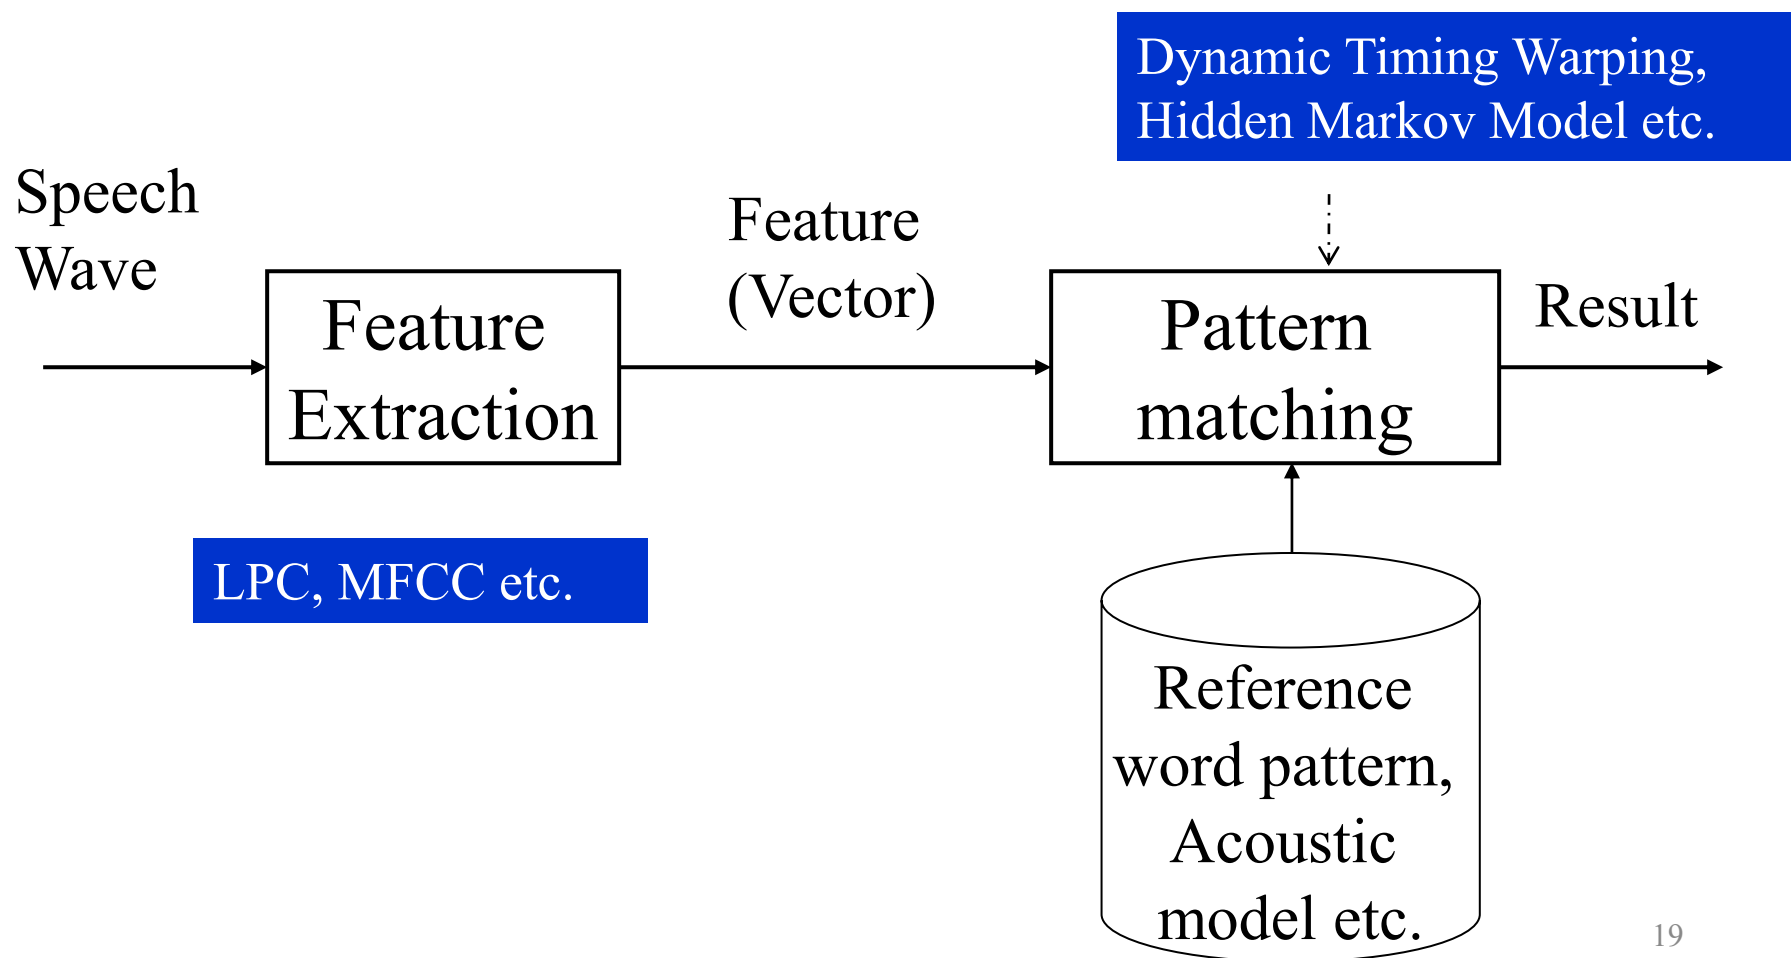 Dynamic Timing Warping,
Hidden Markov Model etc.
Speech
Wave
Feature
(Vector)
Feature
Extraction
Pattern
matching
Result
LPC, MFCC etc.
Reference
word pattern,
Acoustic
model etc.
19